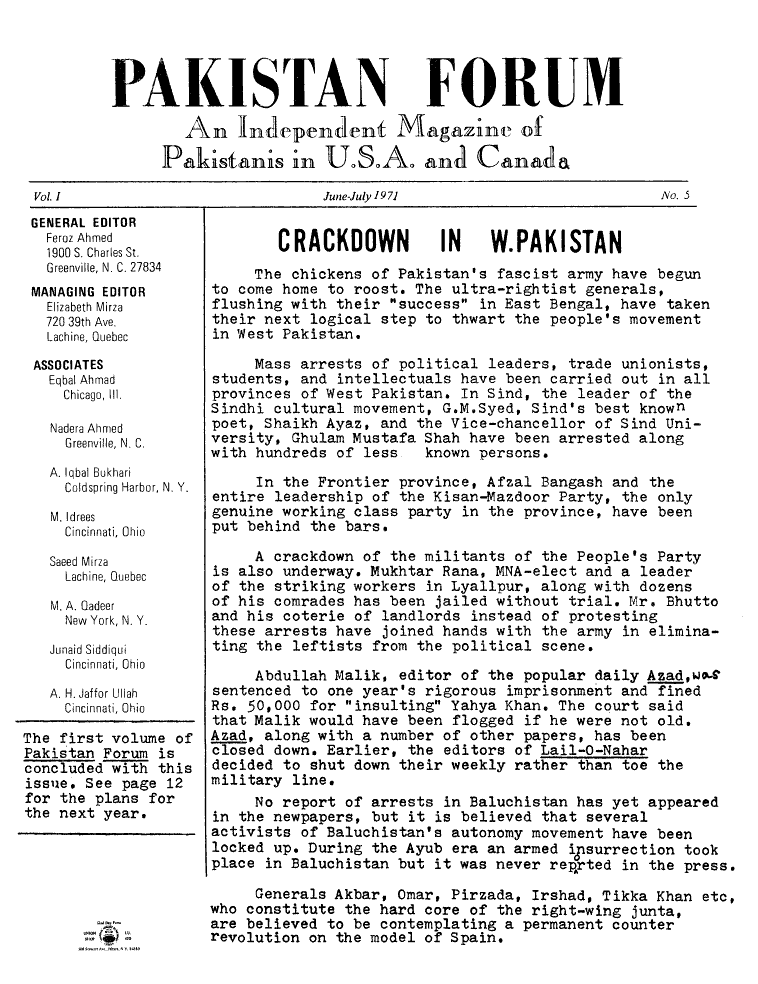 PAKISTAN FORUM
An Independent Magazine of
Pakistanis in U.S.A. and Canada
Vol. I June-July 1971 No. 5
GENERAL EDITOR
Feroz Ahmed
1900 S. Charles St.
Greenville, N. C. 27834
MANAGING EDITOR
Elizabeth Mirza
720 39th Ave.
Lachine, Quebec
ASSOCIATES
Eqbal Ahmad
Chicago, Ill.
Nadera Ahmed
Greenville, N. C.
A. Iqbal Bukhari
Coldspring Harbor, N. Y.
M. Idrees
Cincinnati, Ohio
Saeed Mirza
Lachine, Quebec
M. A. Qadeer
New York, N. Y.
Junaid Siddiqui
Cincinnati, Ohio
A. H. Jaffor Ullah
Cincinnati, Ohio
The first volume of
Pakistan Forum is
concluded with this
issue. See page 12
for the plans for
the next year.
CRACKDOWN IN W.PAKISTAN
The chickens of Pakistan's fascist army have begun
to come home to roost. The ultra-rightist generals,
flushing with their "success" in East Bengal, have taken
their next logical step to thwart the people's movement
in West Pakistan.
Mass arrests of political leaders, trade unionists,
students, and intellectuals have been carried out in all
provinces of West Pakistan. In Sind, the leader of the
Sindhi cultural movement, G.M.Syed, Sind's best known
poet, Shaikh Ayaz, and the Vice-chancellor of Sind Uni-
versity, Ghulam Mustafa Shah have been arrested along
with hundreds of less known persons.
In the Frontier province, Afzal Bangash and the
entire leadership of the Kisan-Mazdoor Party, the only
genuine working class party in the province, have been
put behind the bars.
A crackdown of the militants of the People's Party
is also underway. Mukhtar Rana, MNA-elect and a leader
of the striking workers in Lyallpur, along with dozens
of his comrades has been jailed without trial. Mr. Bhutto
and his coterie of landlords instead of protesting
these arrests have joined hands with the army in elimina-
ting the leftists from the political scene.
Abdullah Malik, editor of the popular daily Azad, was
sentenced to one year's rigorous imprisonment and fined
Rs. 50,000 for "insulting" Yahya Khan. The court said
that Malik would have been flogged if he were not old.
Azad, along with a number of other papers, has been
closed down. Earlier, the editors of Lail-O-Nahar
decided to shut down their weekly rather than toe the
military line.
No report of arrests in Baluchistan has yet appeared
in the newpapers, but it is believed that several
activists of Baluchistan's autonomy movement have been
locked up. During the Ayub era an armed insurrection took
place in Baluchistan but it was never reported in the press.
Generals Akbar, Omar, Pirzada, Irshad, Tikka Khan etc,
who constitute the hard core of the right-wing junta,
are believed to be contemplating a permanent counter
revolution on the model of Spain.